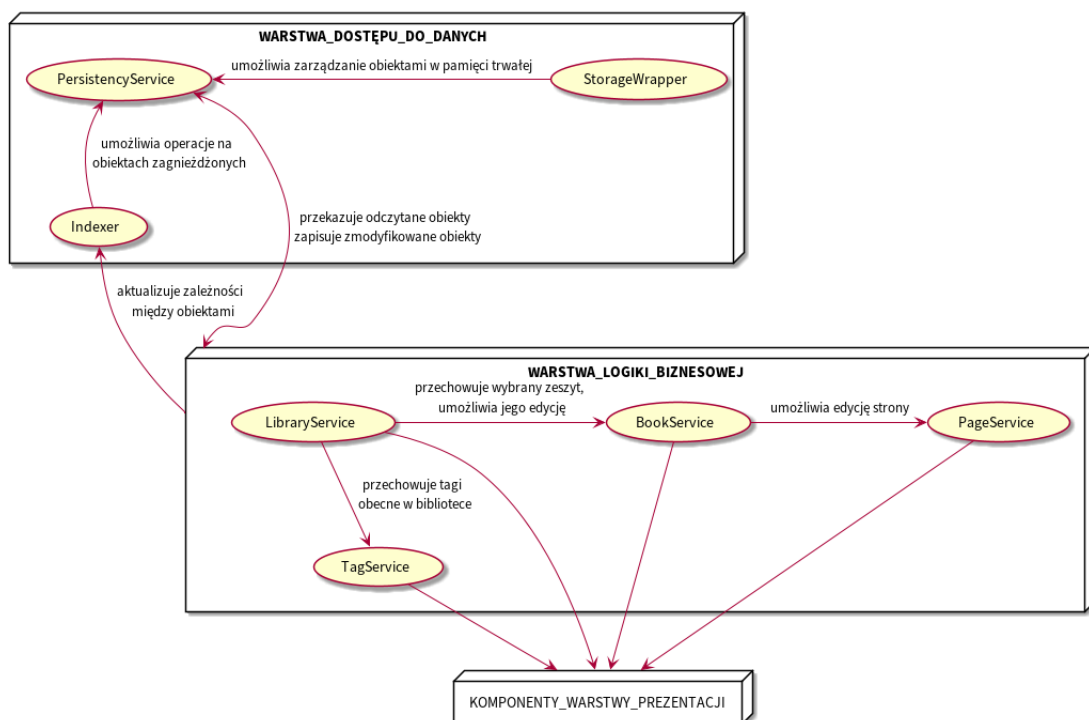 WARSTWA_DOSTĘPU_DO_DANYCH
PersistencyService
umożliwia zarządzanie obiektami w pamięci trwałej
StorageWrapper
umożliwia operacje na
obiektach zagnieżdżonych
Indexer
przekazuje odczytane obiekty
zapisuje zmodyfikowane obiekty
aktualizuje zależności
między obiektami
WARSTWA_LOGIKI_BIZNESOWEJ
LibraryService
przechowuje wybrany zeszyt,
umożliwia jego edycję
BookService
umożliwia edycję strony
PageService
przechowuje tagi
obecne w bibliotece
TagService
KOMPONENTY_WARSTWY_PREZENTACJI